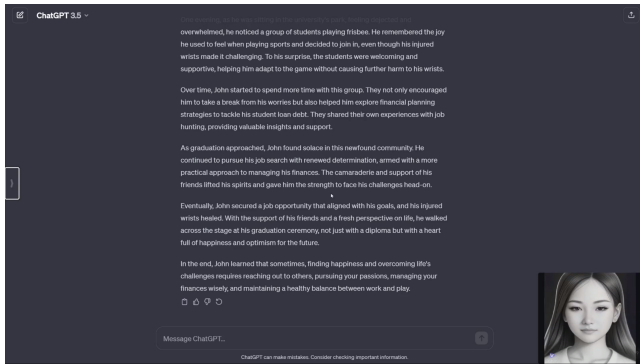 ChatGPT 3.5
overwhelmed, he noticed a group of students playing frisbee. He remembered the joy
he used to feel when playing sports and decided to join in, even though his injured
wrists made it challenging. To his surprise, the students were welcoming and
supportive, helping him adapt to the game without causing further harm to his wrists.
Over time, John started to spend more time with this group. They not only encouraged
him to take a break from his worries but also helped him explore financial planning
strategies to tackle his student loan debt. They shared their own experiences with job
hunting, providing valuable insights and support.
As graduation approached, John found solace in this newfound community. He
continued to pursue his job search with renewed determination, armed with a more
practical approach to managing his finances. The camaraderie and support of his
friends lifted his spirits and gave him the strength to face his challenges head-on.
Eventually, John secured a job opportunity that aligned with his goals, and his injured
wrists healed. With the support of his friends and a fresh perspective on life, he walked
across the stage at his graduation ceremony, not just with a diploma but with a heart
full of happiness and optimism for the future.
In the end, John learned that sometimes, finding happiness and overcoming life's
challenges requires reaching out to others, pursuing your passions, managing your
finances wisely, and maintaining a healthy balance between work and play.
Message ChatGPT...
ChatGPT can make mistakes. Consider checking important information.